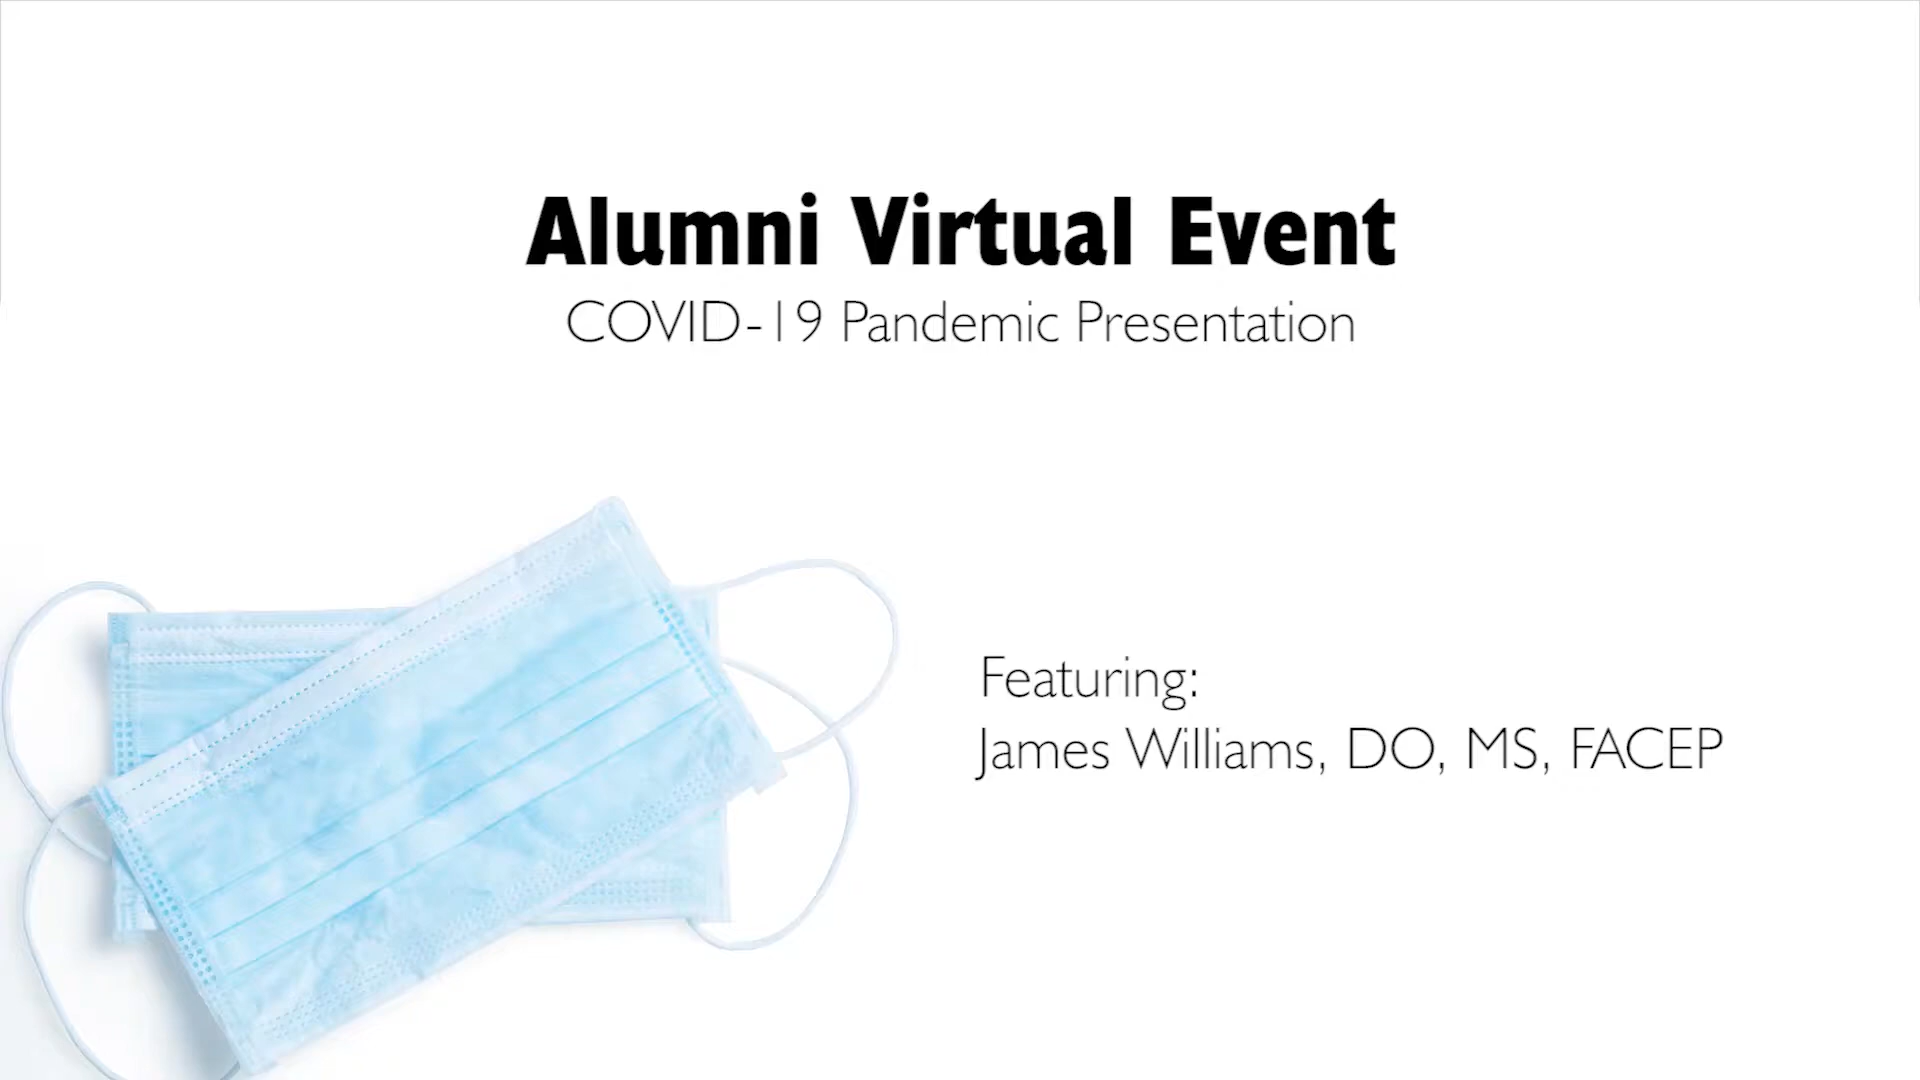 Alumni Virtual Event
COVID-19 Pandemic Presentation
Featuring:
James Williams, DO, MS, FACEP